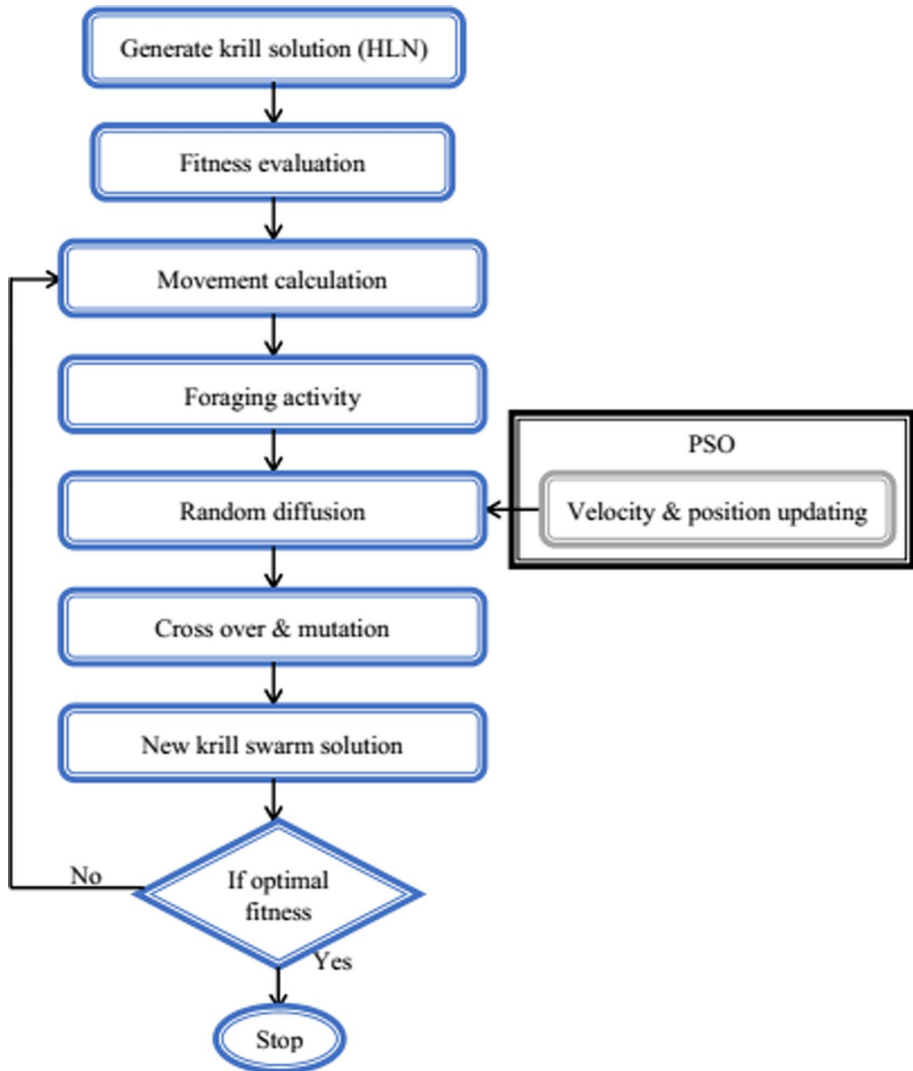 Generate krill solution (HLN)
Fitness evaluation
Movement calculation
Foraging activity
PSO
Random diffusion
Velocity & position updating
Cross over & mutation
New krill swarm solution
No
If optimal
fitness
Yes
Stop